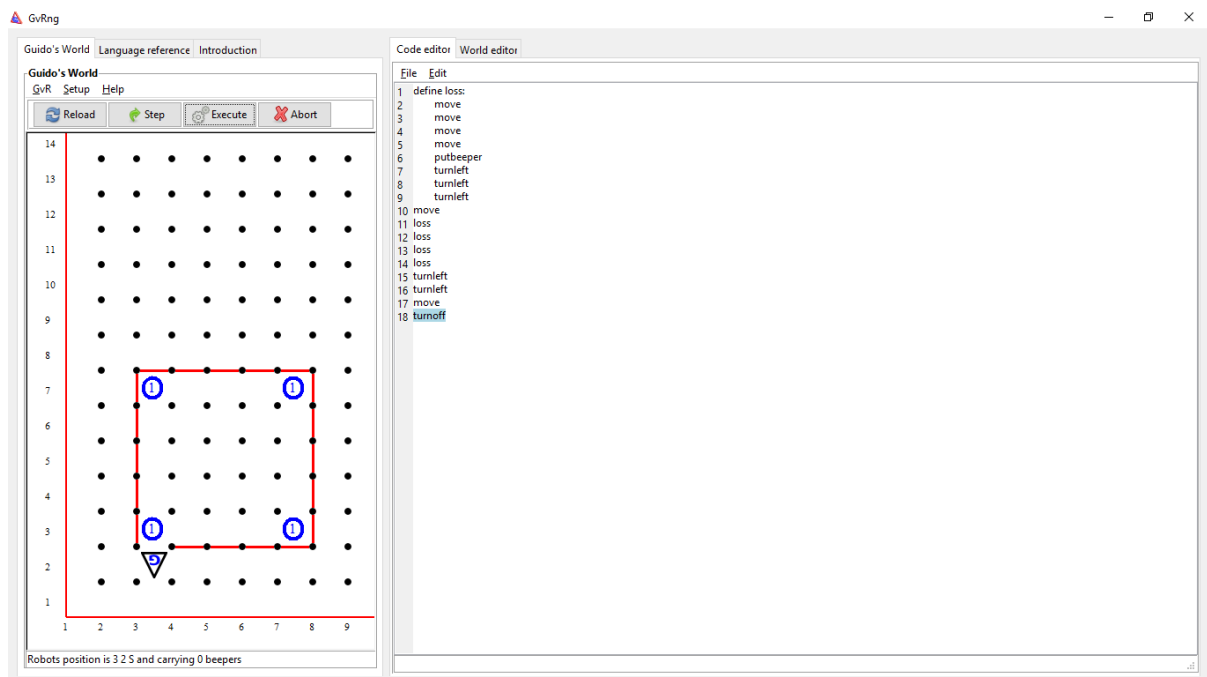 GvRng
Guido's World Language reference Introduction
Guido's World
GvR Setup Help
Reload Step Execute Abort
14
13
12
11
10
9
8
7
1 1
6
5
4
3
1 1
G
2
1
1 2 3 4 5 6 7 8 9
Robots position is 3 2 S and carrying 0 beepers
Code editor World editor
File Edit
1 define loss:
2 move
3 move
4 move
5 move
6 putbeeper
7 turnleft
8 turnleft
9 turnleft
10 move
11 loss
12 loss
13 loss
14 loss
15 turnleft
16 turnleft
17 move
18 turnoff